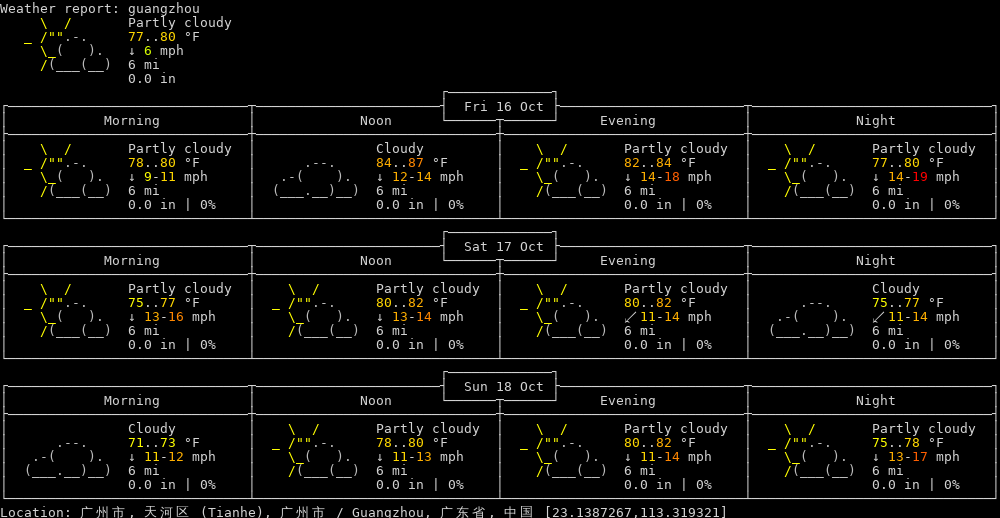 Weather report: guangzhou
Partly cloudy
77..80 °F
↓ 6 mph
6 mi
0.0 in
Fri 16 Oct
Morning Noon Evening Night
Partly cloudy Cloudy Partly cloudy Partly cloudy
78..80 °F 84..87 °F 82..84 °F 77..80 °F
↓ 9-11 mph ↓ 12-14 mph ↓ 14-18 mph ↓ 14-19 mph
6 mi 6 mi 6 mi 6 mi
0.0 in | 0% 0.0 in | 0% 0.0 in | 0% 0.0 in | 0%
Sat 17 Oct
Morning Noon Evening Night
Partly cloudy Partly cloudy Partly cloudy Cloudy
75..77 °F 80..82 °F 80..82 °F 75..77 °F
↓ 13-16 mph ↓ 13-14 mph ↙ 11-14 mph ↙ 11-14 mph
6 mi 6 mi 6 mi 6 mi
0.0 in | 0% 0.0 in | 0% 0.0 in | 0% 0.0 in | 0%
Sun 18 Oct
Morning Noon Evening Night
Cloudy Partly cloudy Partly cloudy Partly cloudy
71..73 °F 78..80 °F 80..82 °F 75..78 °F
↓ 11-12 mph ↓ 11-13 mph ↓ 11-14 mph ↓ 13-17 mph
6 mi 6 mi 6 mi 6 mi
0.0 in | 0% 0.0 in | 0% 0.0 in | 0% 0.0 in | 0%
Location: 广州市, 天河区 (Tianhe), 广州市 / Guangzhou, 广东省, 中国 [23.1387267,113.319321]